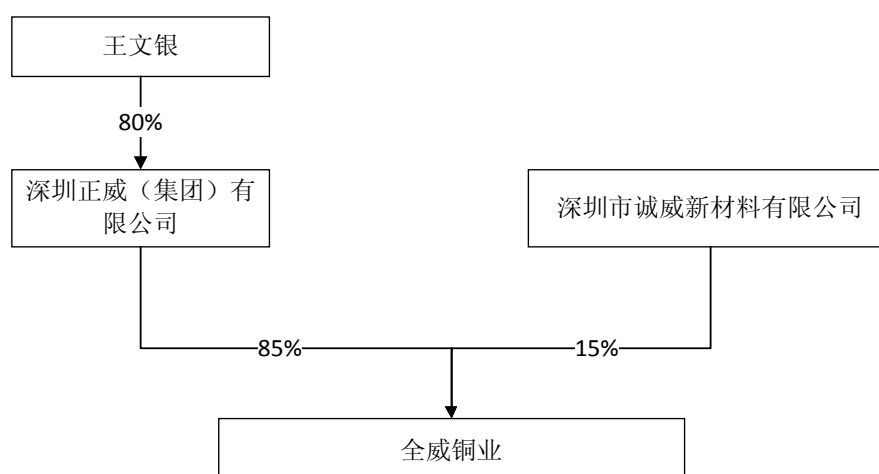 王文银
80%
深圳正威（集团）有
限公司
深圳市诚威新材料有限公司
85%
15%
全威铜业